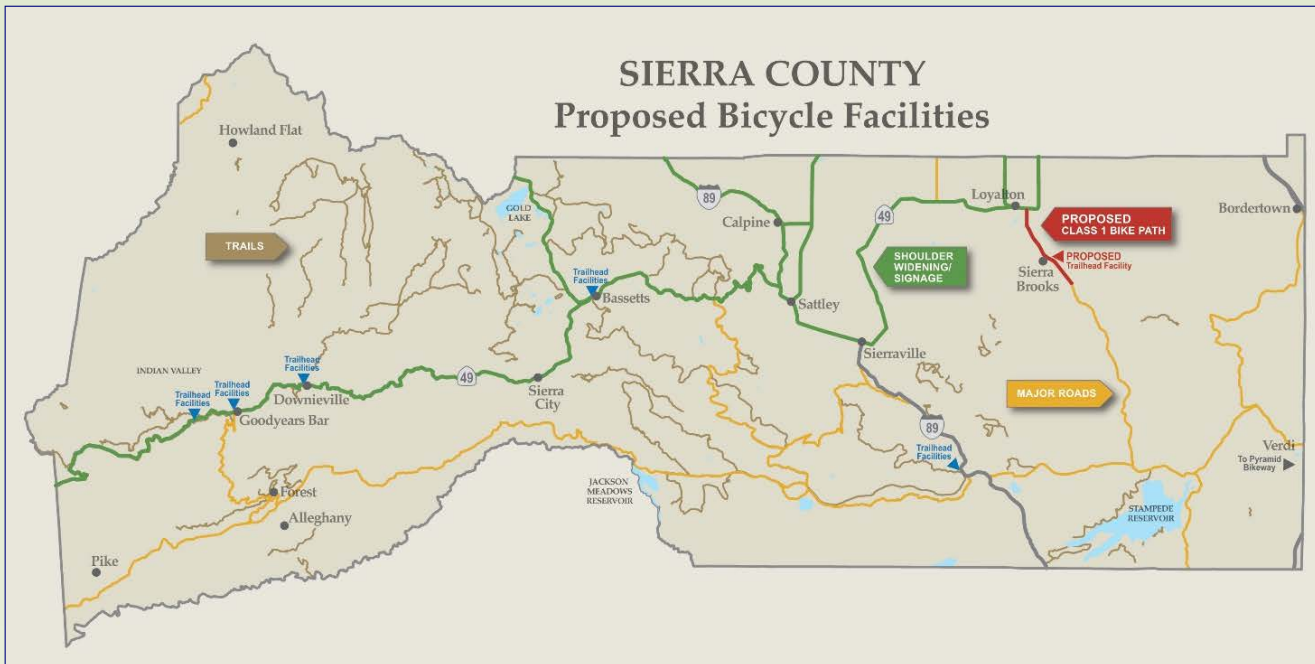 SIERRA COUNTY
Proposed Bicycle Facilities
Howland Flat
TRAILS
GOLD
LAKE
89
Calpine
49
Loyalton
PROPOSED
CLASS 1 BIKE PATH
Bordertown
PROPOSED
Trailhead Facility
Sierra
Brooks
SHOULDER
WIDENING/
SIGNAGE
Trailhead
Facilities
Bassetts
Sattley
Sierraville
INDIAN VALLEY
Trailhead
Facilities
Trailhead
Facilities
Trailhead
Facilities
Downieville
Goodyears Bar
49
Sierra
City
MAJOR ROADS
89
Trailhead
Facilities
Verdi
To Pyramid
Bikeway
JACKSON
MEADOWS
RESERVOIR
STAMPEDE
RESERVOIR
Forest
Alleghany
Pike